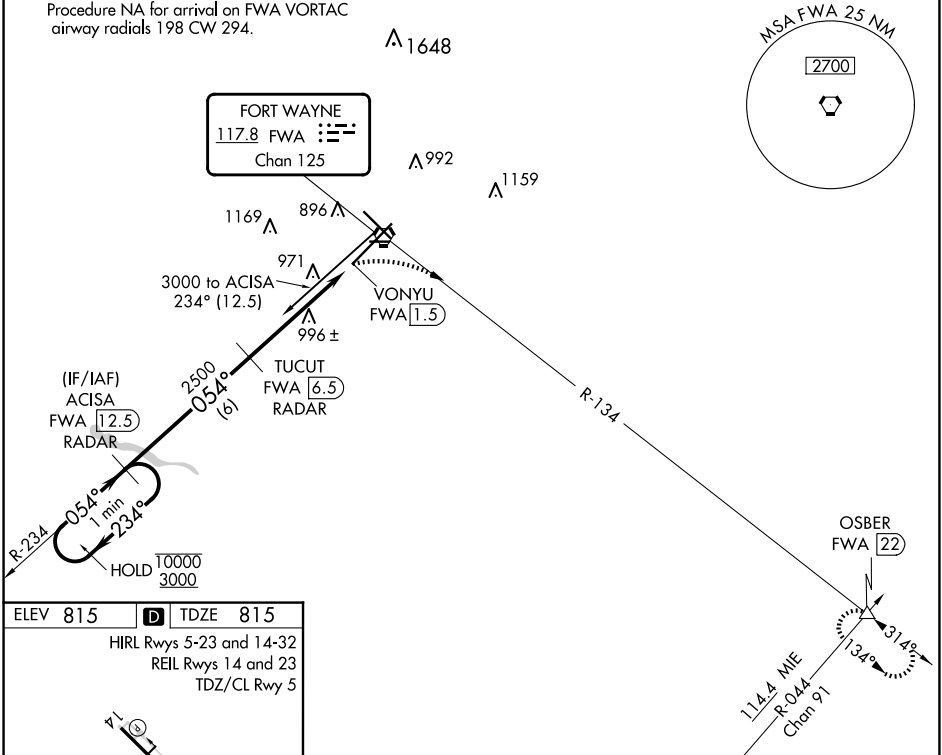 Procedure NA for arrival on FWA VORTAC
airway radials 198 CW 294.
1648
MSA FWA 25 NM
2700
FORT WAYNE
117.8 FWA
Chan 125
992
1159
1169
896
971
3000 to ACISA
234° (12.5)
VONYU
FWA 1.5
996 ±
TUCUT
FWA 6.5
RADAR
2500
054°
(6)
(IF/IAF)
ACISA
FWA 12.5
RADAR
R-134
054°
1 min
234°
R-234
HOLD 10000
3000
OSBER
FWA 22
314°
134°
114.4 MIE
R-044
Chan 91
ELEV 815 D TDZE 815
HIRL Rwys 5-23 and 14-32
REIL Rwys 14 and 23
TDZ/CL Rwy 5
14
P